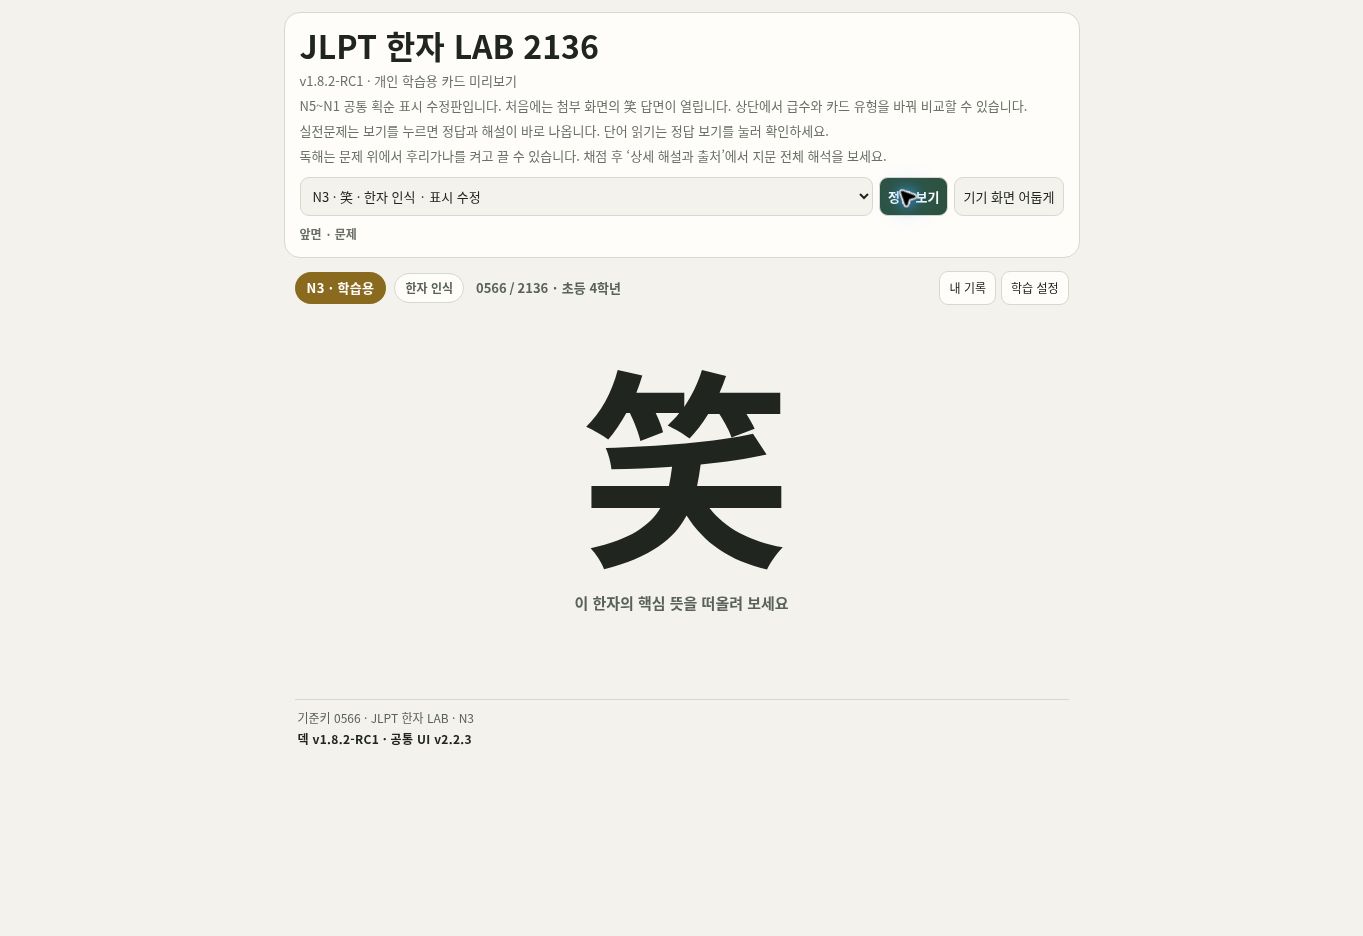 JLPT 한자 LAB 2136
v1.8.2-RC1 · 개인 학습용 카드 미리보기
N5~N1 공통 획순 표시 수정판입니다. 처음에는 첨부 화면의 笑 답면이 열립니다. 상단에서 급수와 카드 유형을 바꿔 비교할 수 있습니다.
실전문제는 보기를 누르면 정답과 해설이 바로 나옵니다. 단어 읽기는 정답 보기를 눌러 확인하세요.
독해는 문제 위에서 후리가나를 켜고 끌 수 있습니다. 채점 후 ‘상세 해설과 출처’에서 지문 전체 해석을 보세요.
N3 · 笑 · 한자 인식 · 표시 수정
보기
기기 화면 어둡게
앞면 · 문제
N3 · 학습용
한자 인식
0566 / 2136 · 초등 4학년
내 기록
학습 설정
笑
이 한자의 핵심 뜻을 떠올려 보세요
기준키 0566 · JLPT 한자 LAB · N3
덱 v1.8.2-RC1 · 공통 UI v2.2.3